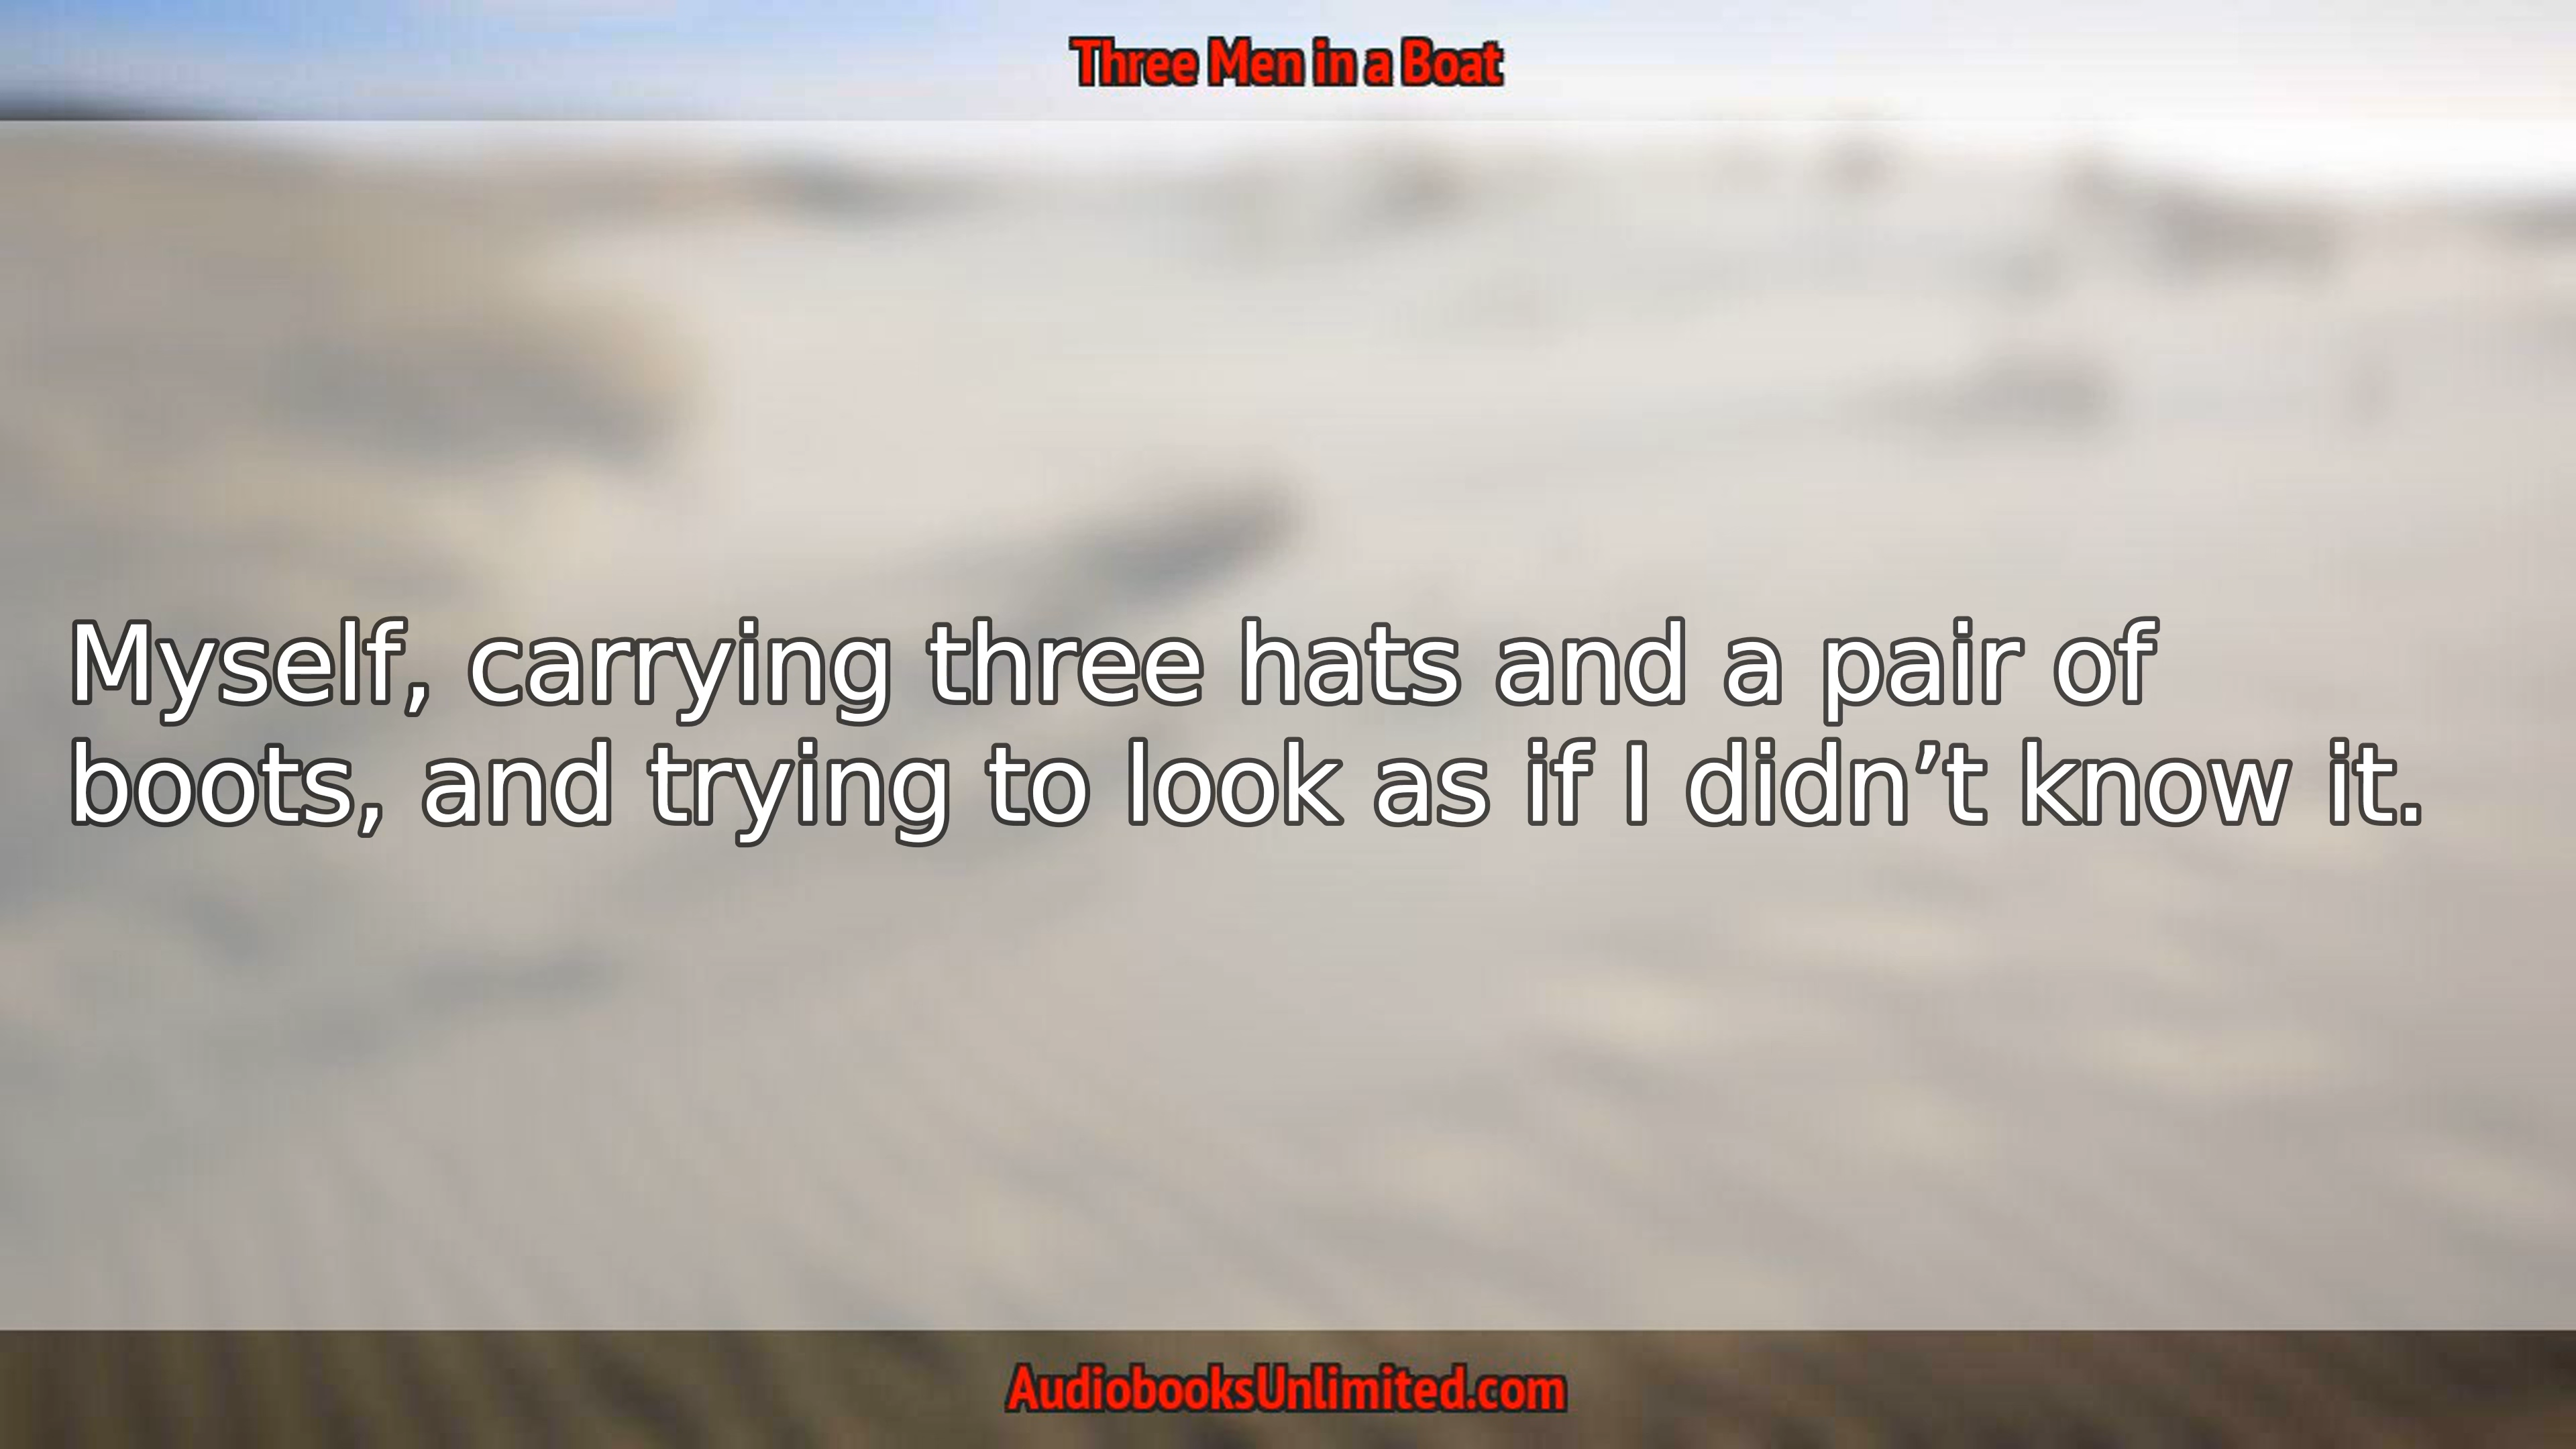 Three Men in a Boat
Myself, carrying three hats and a pair of
boots, and trying to look as if I didn’t know it.
AudiobooksUnlimited.com